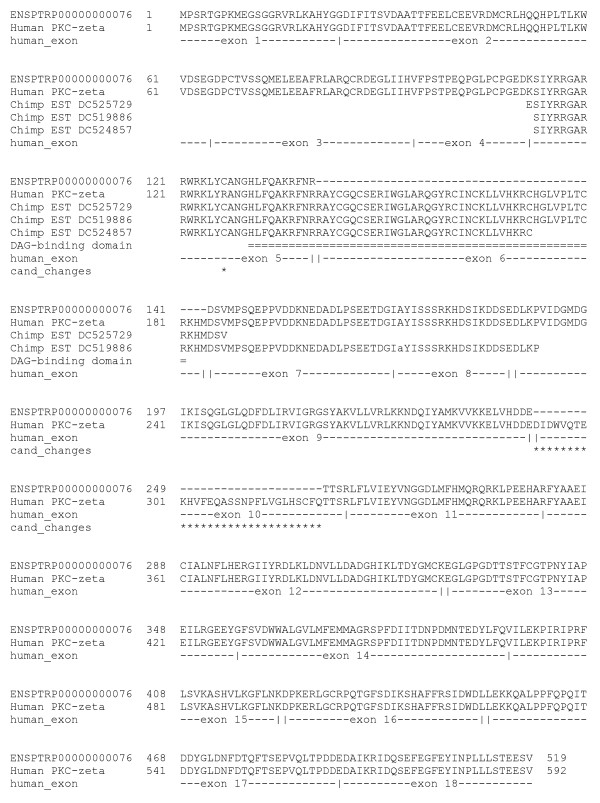 ENSPTRP00000000076 1 MPSRTGPKMEGSGGRVRLKAHYGGDIFITSVDAATTFEELCEEVRDMCRLHQQHPLTLKW
Human PKC-zeta 1 MPSRTGPKMEGSGGRVRLKAHYGGDIFITSVDAATTFEELCEEVRDMCRLHQQHPLTLKW
human_exon ------exon 1------------|-----------------exon 2--------------
ENSPTRP00000000076 61 VDSEGDPCTVSSQMELEEAFRLARQCRDEGLIIHVFPSTPEQPGLPCPGEDKSIYRRGAR
Human PKC-zeta 61 VDSEGDPCTVSSQMELEEAFRLARQCRDEGLIIHVFPSTPEQPGLPCPGEDKSIYRRGAR
Chimp EST DC525729 ESIYRRGAR
Chimp EST DC519886 SIYRRGAR
Chimp EST DC524857 SIYRRGAR
human_exon ----|--------------exon 3--------------|-----exon 4-----|---------
ENSPTRP00000000076 121 RWRKLYCANGHLFQAKRFNR----------------------------------------
Human PKC-zeta 121 RWRKLYRANGHLFQAKRFNRRAYCGQCSERIWGLARQGYRCINCKLLVHKRCHGLVPLTC
Chimp EST DC525729 RWRKLYRANGHLFQAKRFNRRAYCGQCSERIWGLARQGYRCINCKLLVHKRCHGLVPLTC
Chimp EST DC519886 RWRKLYRANGHLFQAKRFNRRAYCGQCSERIWGLARQGYRCINCKLLVHKRCHGLVPLTC
Chimp EST DC524857 RWRKLYRANGHLFQAKRFNRRAYCGQCSERIWGLARQGYRCINCKLLVHKRC
DAG-binding domain ==================================================
human_exon ---------exon 5----||----------------------exon 6------------
cand_changes *
ENSPTRP00000000076 141 ----DSVMPSQEPPVDDKNEDADLPSEETDGIAYISSSRKHDSIKDDSEDLKPVIDGMDG
Human PKC-zeta 181 RKHMDSVMPSQEPPVDDKNEDADLPSEETDGIAYISSSRKHDSIKDDSEDLKPVIDGMDG
Chimp EST DC525729 RKHMDSV
Chimp EST DC519886 RKHMDSVMPSQEPPVDDKNEDADLPSEETDGIaYISSSRKHDSIKDDSEDLKP
DAG-binding domain =
human_exon ---||--------exon 7-------------|------exon 8-----||-----------
ENSPTRP00000000076 197 IKISQGLGLQDFDLIRVIGRGSYAKVLLVRLKKNDQIYAMKVVKKELVHDDE--------
Human PKC-zeta 241 IKISQGLGLQDFDLIRVIGRGSYAKVLLVRLKKNDQIYAMKVVKKELVHDDEDIDWVQTE
human_exon ---------------exon 9------------------------------||-------
cand_changes ********
ENSPTRP00000000076 249 ---------------------TTSRLFLVIEYVNGGDLMFHMQRQRKLPEEHARFYAAEI
Human PKC-zeta 301 KHVFEQASSNPFLVGLHSCFQTTSRLFLVIEYVNGGDLMFHMQRQRKLPEEHARFYAAEI
human_exon -----exon 10------------|---------exon 11-------------|------
cand_changes *********************
ENSPTRP00000000076 288 CIALNFLHERGIIYRDLKLDNVLLDADGHIKLTDYGMCKEGLGPGDTTSTFCGTPNYIAP
Human PKC-zeta 361 CIALNFLHERGIIYRDLKLDNVLLDADGHIKLTDYGMCKEGLGPGDTTSTFCGTPNYIAP
human_exon -----------exon 12--------------------||---------exon 13-----
ENSPTRP00000000076 348 EILRGEEYGFSVDWWALGVLMFEMMAGRSPFDIITDNPDMNTEDYLFQVILEKPIRIPRF
Human PKC-zeta 421 EILRGEEYGFSVDWWALGVLMFEMMAGRSPFDIITDNPDMNTEDYLFQVILEKPIRIPRF
human_exon --------|------------exon 14--------------------|-----------
ENSPTRP00000000076 408 LSVKASHVLKGFLNKDPKERLGCRPQTGFSDIKSHAFFRSIDWDLLEKKQALPPFQPQIT
Human PKC-zeta 481 LSVKASHVLKGFLNKDPKERLGCRPQTGFSDIKSHAFFRSIDWDLLEKKQALPPFQPQIT
human_exon ---exon 15----||----------exon 16------------||---------------
ENSPTRP00000000076 468 DDYGLDNFDTQFTSEPVQLTPDDEDAIKRIDQSEFEGFEYINPLLLSTEESV 519
Human PKC-zeta 541 DDYGLDNFDTQFTSEPVQLTPDDEDAIKRIDQSEFEGFEYINPLLLSTEESV 592
human_exon ---exon 17-------------|---------exon 18------------